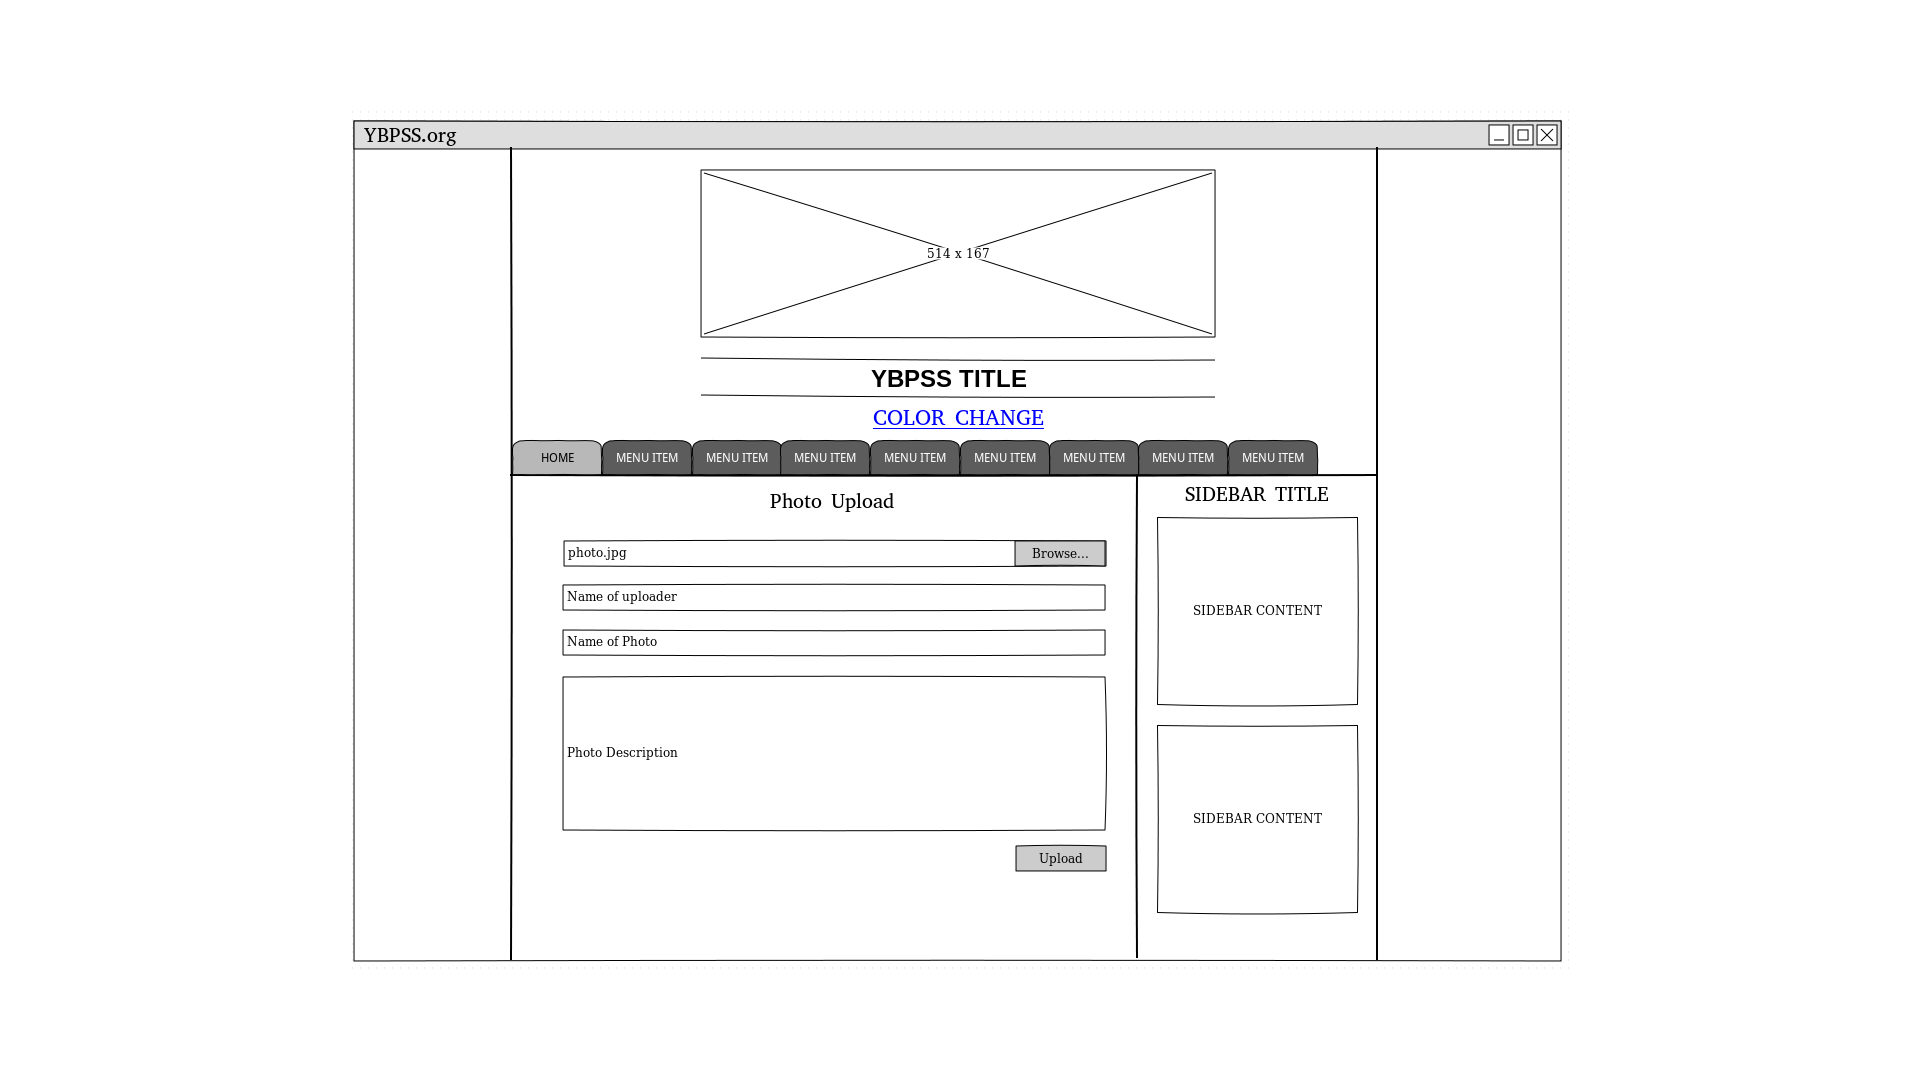 YBPSS.org
514 x 167
YBPSS TITLE
COLOR CHANGE
HOME MENU ITEM MENU ITEM MENU ITEM MENU ITEM MENU ITEM MENU ITEM MENU ITEM MENU ITEM
Photo Upload
photo.jpg Browse...
Name of uploader
Name of Photo
Photo Description
Upload
SIDEBAR TITLE
SIDEBAR CONTENT
SIDEBAR CONTENT